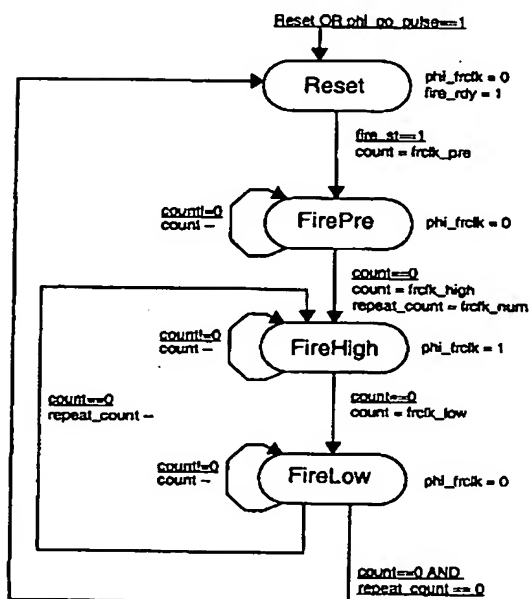 Reset OR phi_po_pulse==1
Reset
phi_frclk = 0
fire_rdy = 1
fire_st==1
count = frclk_pre
count!=0
count --
FirePre
phi_frclk = 0
count==0
count = frclk_high
repeat_count = frclk_num
count!=0
count --
FireHigh
phi_frclk = 1
count==0
repeat_count --
count==0
count = frclk_low
count!=0
count --
FireLow
phi_frclk = 0
count==0 AND
repeat_count == 0